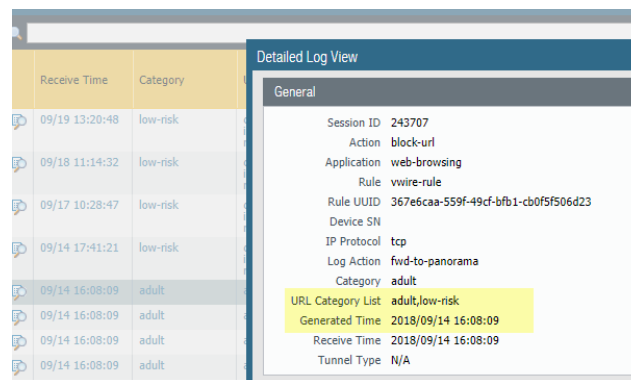 Detailed Log View
Receive Time Category
General
Session ID 243707
Action block-url
Application web-browsing
Rule vwire-rule
Rule UUID 367e6caa-559f-49cf-bfb1-cb0f5f506d23
Device SN
IP Protocol tcp
Log Action fwd-to-panorama
Category adult
URL Category List adult,low-risk
Generated Time 2018/09/14 16:08:09
Receive Time 2018/09/14 16:08:09
Tunnel Type N/A
09/19 13:20:48 low-risk
09/18 11:14:32 low-risk
09/17 10:28:47 low-risk
09/14 17:41:21 low-risk
09/14 16:08:09 adult
09/14 16:08:09 adult
09/14 16:08:09 adult
09/14 16:08:09 adult